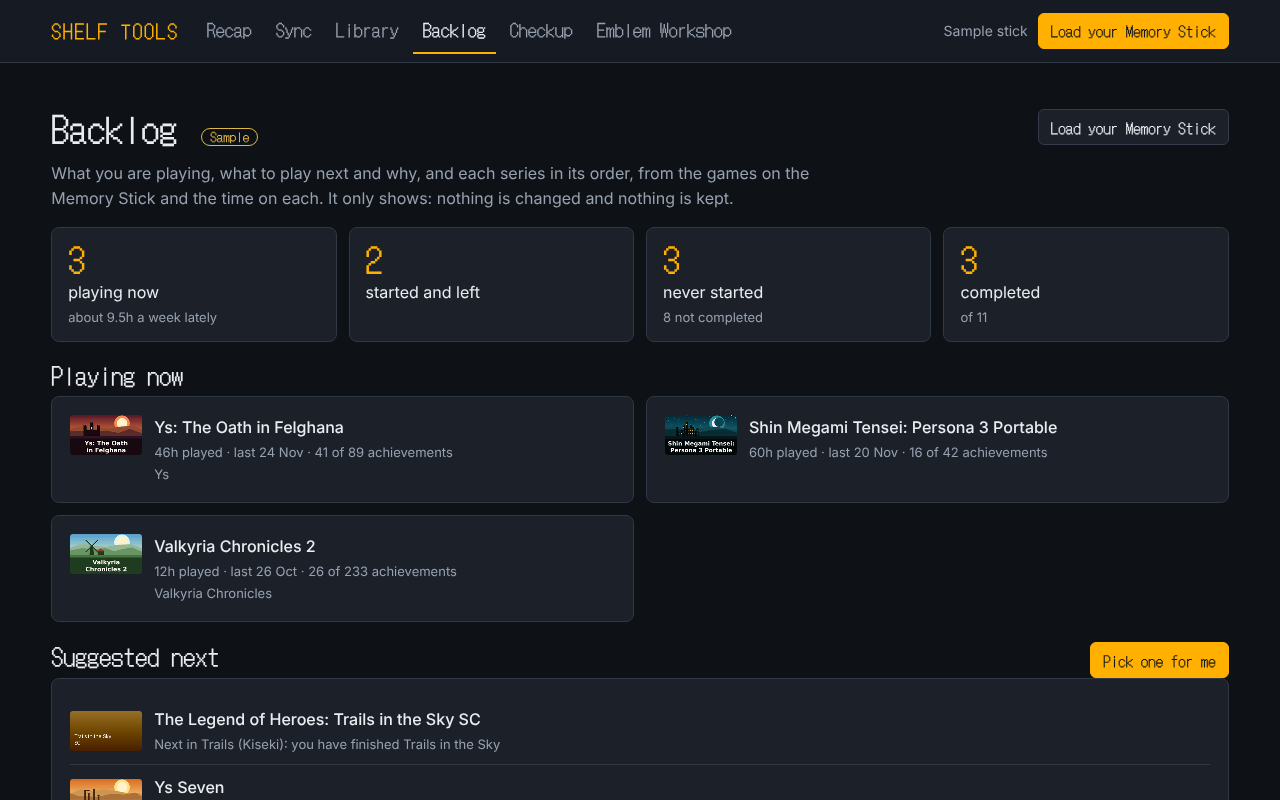 SHELF TOOLS
Recap
Sync
Library
Backlog
Checkup
Emblem Workshop
Sample stick
Load your Memory Stick
Backlog
Sample
Load your Memory Stick
What you are playing, what to play next and why, and each series in its order, from the games on the
Memory Stick and the time on each. It only shows: nothing is changed and nothing is kept.
3
playing now
about 9.5h a week lately
2
started and left
3
never started
8 not completed
3
completed
of 11
Playing now
Ys: The Oath
in Felghana
Ys: The Oath in Felghana
46h played · last 24 Nov · 41 of 89 achievements
Ys
Shin Megami Tensei:
Persona 3 Portable
Shin Megami Tensei: Persona 3 Portable
60h played · last 20 Nov · 16 of 42 achievements
Valkyria
Chronicles 2
Valkyria Chronicles 2
12h played · last 26 Oct · 26 of 233 achievements
Valkyria Chronicles
Suggested next
Pick one for me
Trails in the Sky
SC
The Legend of Heroes: Trails in the Sky SC
Next in Trails (Kiseki): you have finished Trails in the Sky
Ys Seven